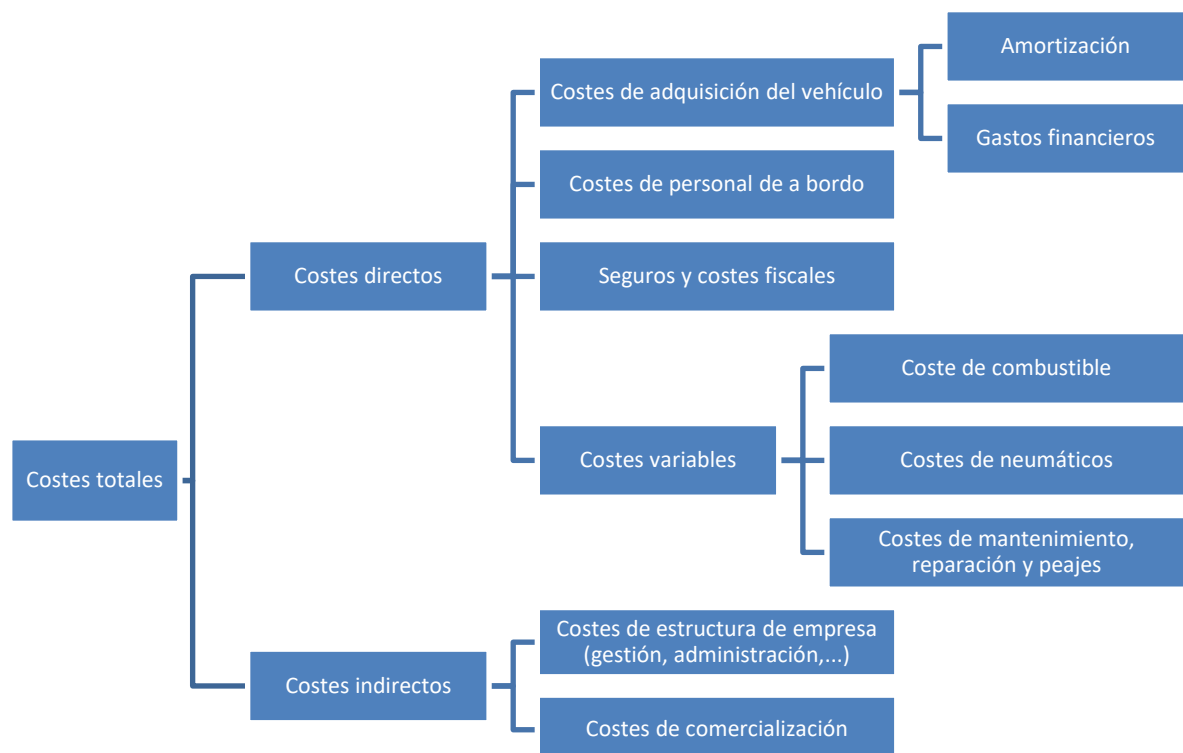 Amortización
Costes de adquisición del vehículo
Gastos financieros
Costes de personal de a bordo
Costes directos
Seguros y costes fiscales
Coste de combustible
Costes totales
Costes variables
Costes de neumáticos
Costes de mantenimiento,
reparación y peajes
Costes de estructura de empresa
(gestión, administración,...)
Costes indirectos
Costes de comercialización